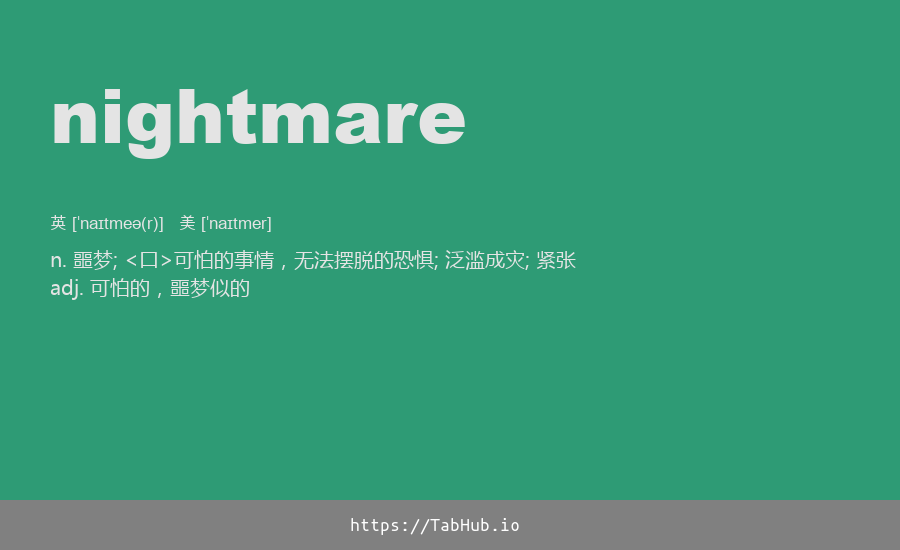 nightmare
英 [ˈnaɪtmeə(r)] 美 [ˈnaɪtmer]
n. 噩梦; <口>可怕的事情，无法摆脱的恐惧; 泛滥成灾; 紧张
adj. 可怕的，噩梦似的
https://TabHub.io